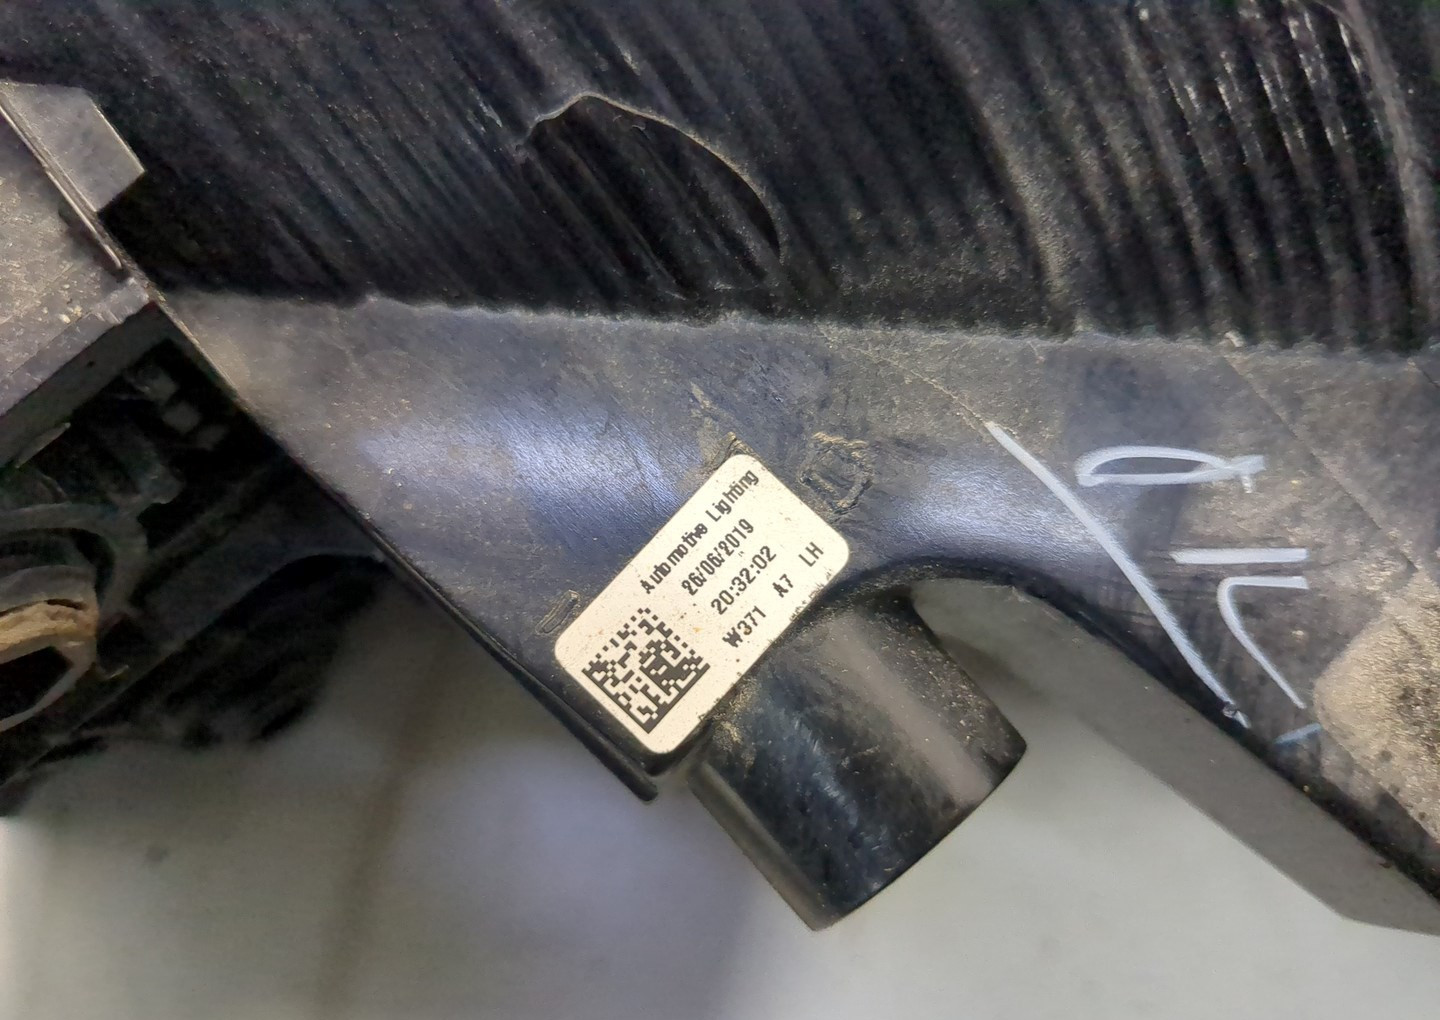 Automotive Lighting
26/06/2019
20:32:02
W371 A7 LH